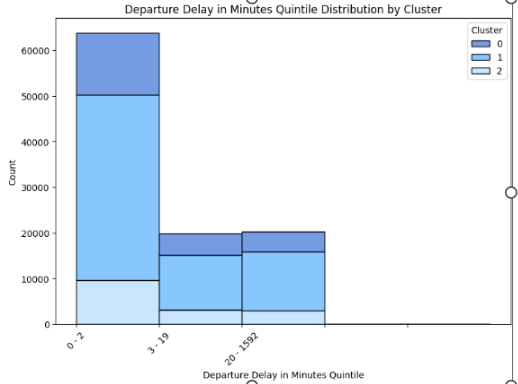 Departure Delay in Minutes Quintile Distribution by Cluster
Cluster
0
1
2
60000
50000
40000
30000
20000
10000
0
Count
0 - 2
3 - 19
20 - 1592
Departure Delay in Minutes Quintile